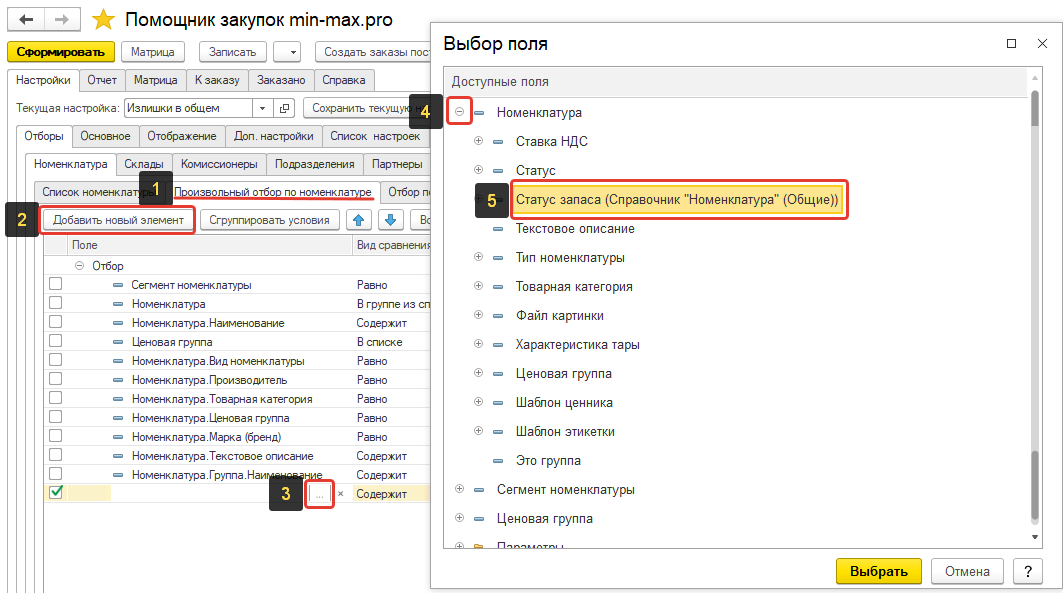 Помощник закупок min-max.pro
Сформировать Матрица Записать Создать заказы пост
Настройки Отчет Матрица К заказу Заказано Справка
Текущая настройка: Излишки в общем Сохранить текущую
Отборы Основное Отображение Доп. настройки Список настроек
Номенклатура Склады Комиссионеры Подразделения Партнеры
Список номенклатуры 1 Произвольный отбор по номенклатуре Отбор по
2 Добавить новый элемент Сгруппировать условия Во
Поле Вид сравнения
Отбор
Сегмент номенклатуры Равно
Номенклатура В группе из сп
Номенклатура.Наименование Содержит
Ценовая группа В списке
Номенклатура.Вид номенклатуры Равно
Номенклатура.Производитель Равно
Номенклатура.Товарная категория Равно
Номенклатура.Ценовая группа Равно
Номенклатура.Марка (бренд) Равно
Номенклатура.Текстовое описание Содержит
Номенклатура.Группа.Наименование Содержит
3 ... × Содержит
Выбор поля
Доступные поля
4 Номенклатура
Ставка НДС
Статус
5 Статус запаса (Справочник "Номенклатура" (Общие))
Текстовое описание
Тип номенклатуры
Товарная категория
Файл картинки
Характеристика тары
Ценовая группа
Шаблон ценника
Шаблон этикетки
Это группа
Сегмент номенклатуры
Ценовая группа
Параметры
Выбрать Отмена ?